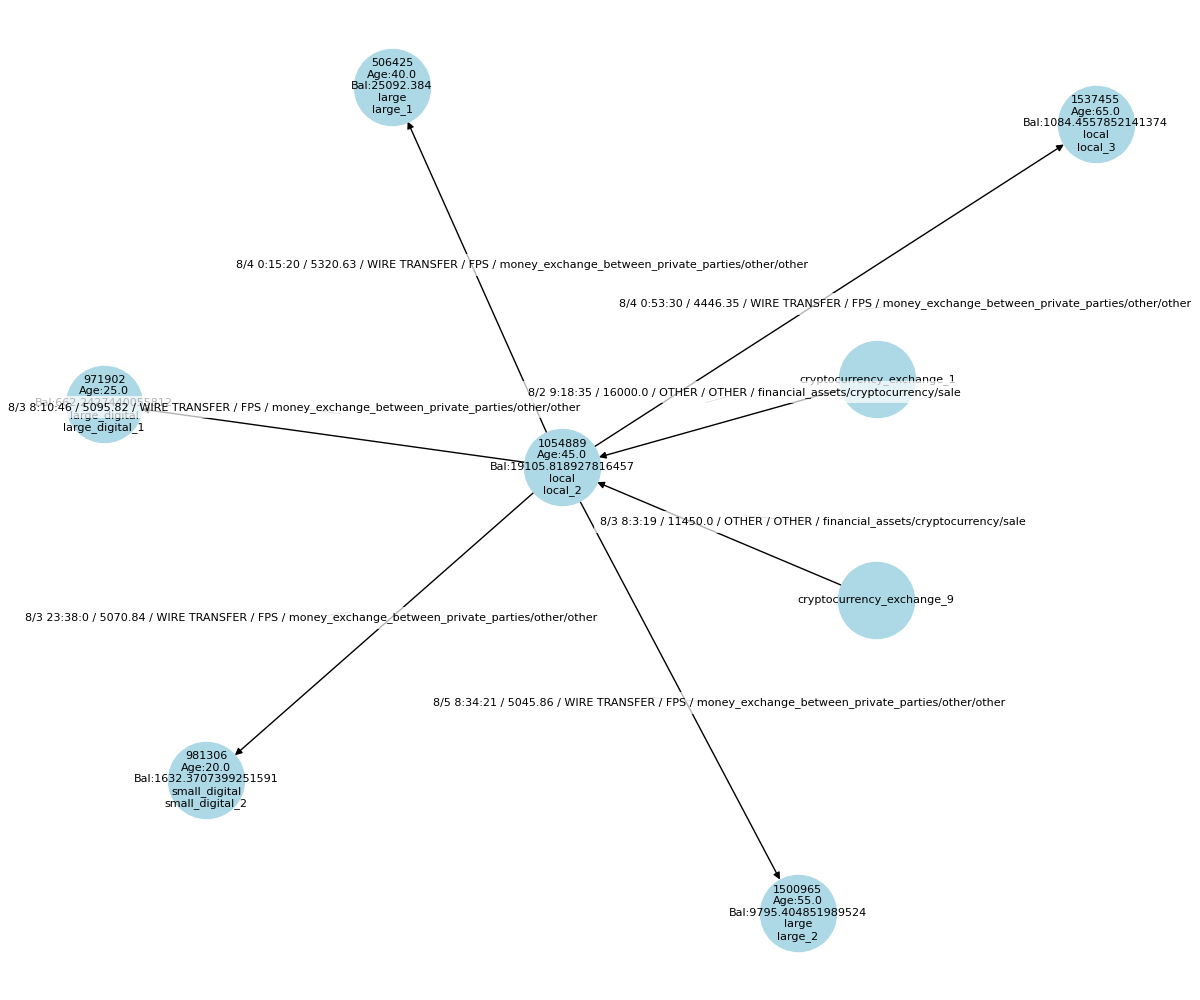 506425
Age:40.0
Bal:25092.384
large
large_1
1537455
Age:65.0
Bal:1084.4557852141374
local
local_3
8/4 0:15:20 / 5320.63 / WIRE TRANSFER / FPS / money_exchange_between_private_parties/other/other
8/4 0:53:30 / 4446.35 / WIRE TRANSFER / FPS / money_exchange_between_private_parties/other/other
cryptocurrency_exchange_1
8/2 9:18:35 / 16000.0 / OTHER / OTHER / financial_assets/cryptocurrency/sale
971902
Age:25.0
8/3 8:10:46 / 5095.82 / WIRE TRANSFER / FPS / money_exchange_between_private_parties/other/other
large_digital
large_digital_1
1054889
Age:45.0
Bal:19105.818927816457
local
local_2
8/3 8:3:19 / 11450.0 / OTHER / OTHER / financial_assets/cryptocurrency/sale
cryptocurrency_exchange_9
8/3 23:38:0 / 5070.84 / WIRE TRANSFER / FPS / money_exchange_between_private_parties/other/other
8/5 8:34:21 / 5045.86 / WIRE TRANSFER / FPS / money_exchange_between_private_parties/other/other
981306
Age:20.0
Bal:1632.3707399251591
small_digital
small_digital_2
1500965
Age:55.0
Bal:9795.404851989524
large
large_2